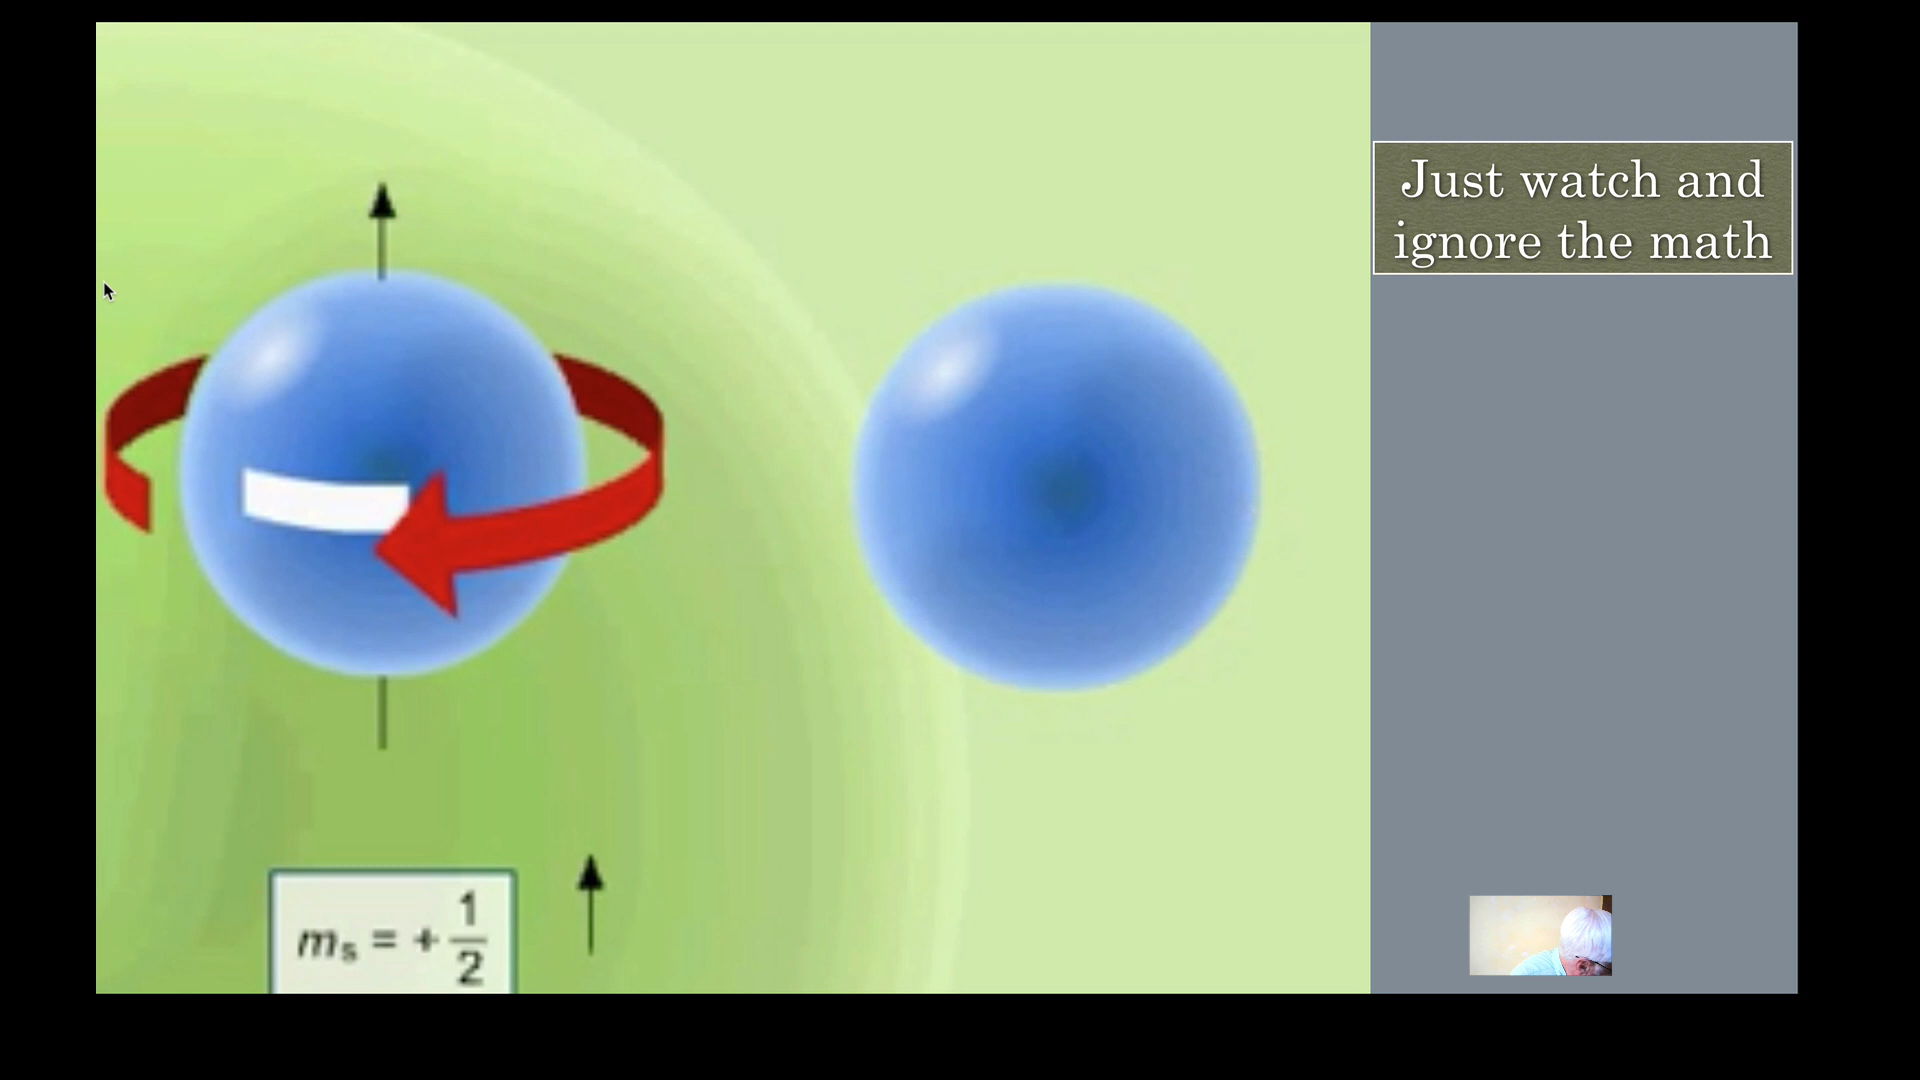 Just watch and
ignore the math
mₛ = + 1/2